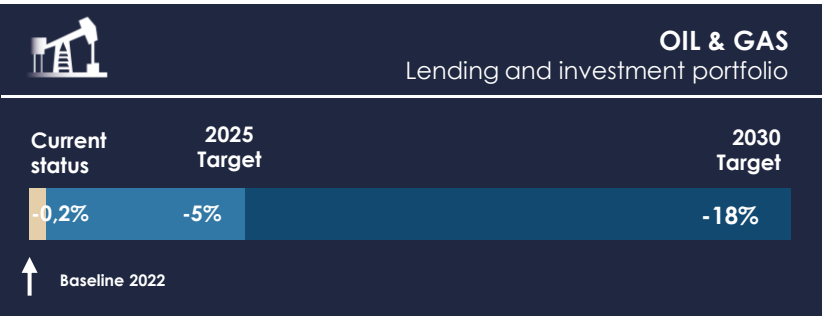 OIL & GAS
Lending and investment portfolio
Current
status
2025
Target
2030
Target
-0,2%
-5%
-18%
Baseline 2022